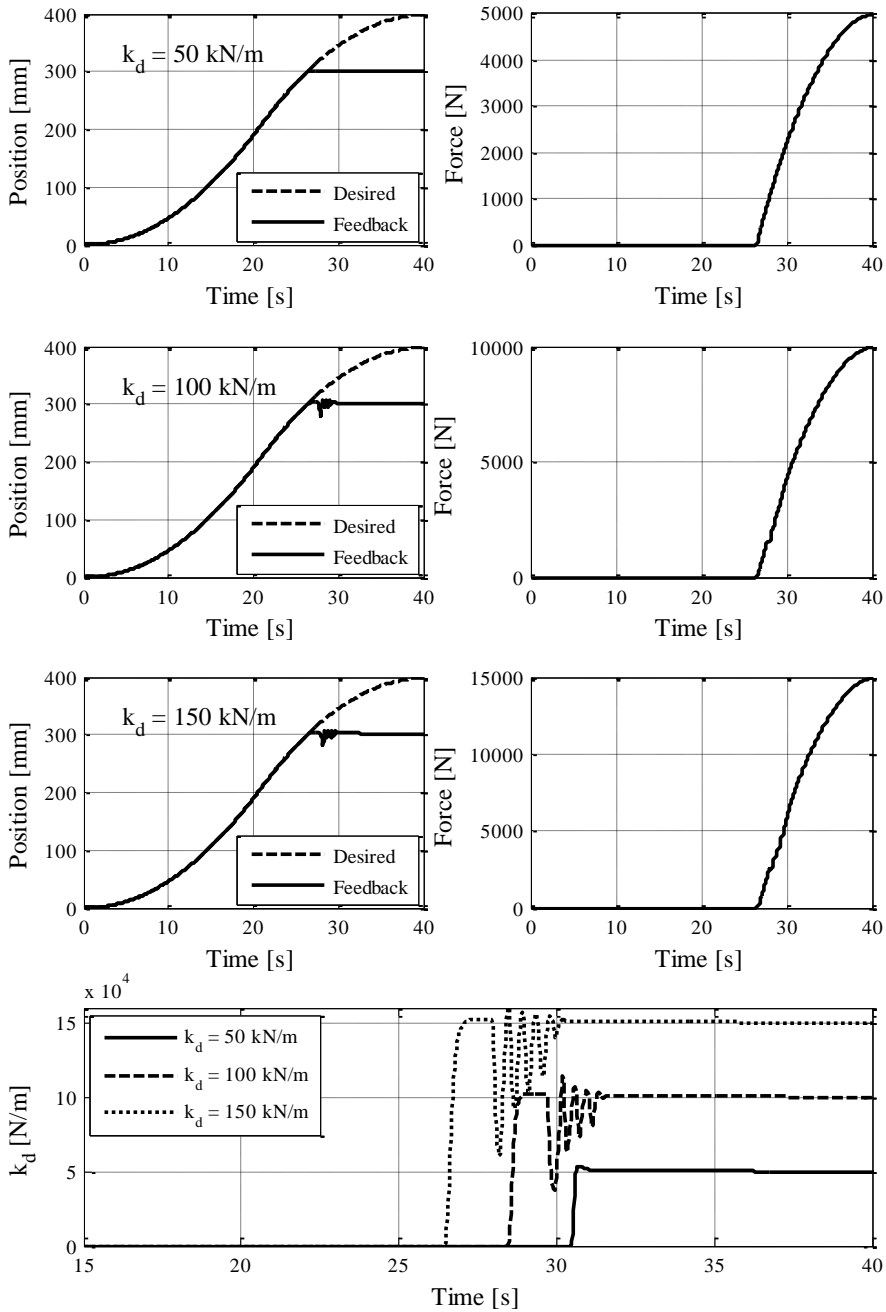 400
300
200
100
0
Position [mm]
k_d = 50 kN/m
Desired
Feedback
0 10 20 30 40
Time [s]
5000
4000
3000
2000
1000
0
Force [N]
0 10 20 30 40
Time [s]
400
300
200
100
0
Position [mm]
k_d = 100 kN/m
Desired
Feedback
0 10 20 30 40
Time [s]
10000
5000
0
Force [N]
0 10 20 30 40
Time [s]
400
300
200
100
0
Position [mm]
k_d = 150 kN/m
Desired
Feedback
0 10 20 30 40
Time [s]
15000
10000
5000
0
Force [N]
0 10 20 30 40
Time [s]
x 10^4
15
10
5
0
k_d [N/m]
k_d = 50 kN/m
k_d = 100 kN/m
k_d = 150 kN/m
15 20 25 30 35 40
Time [s]